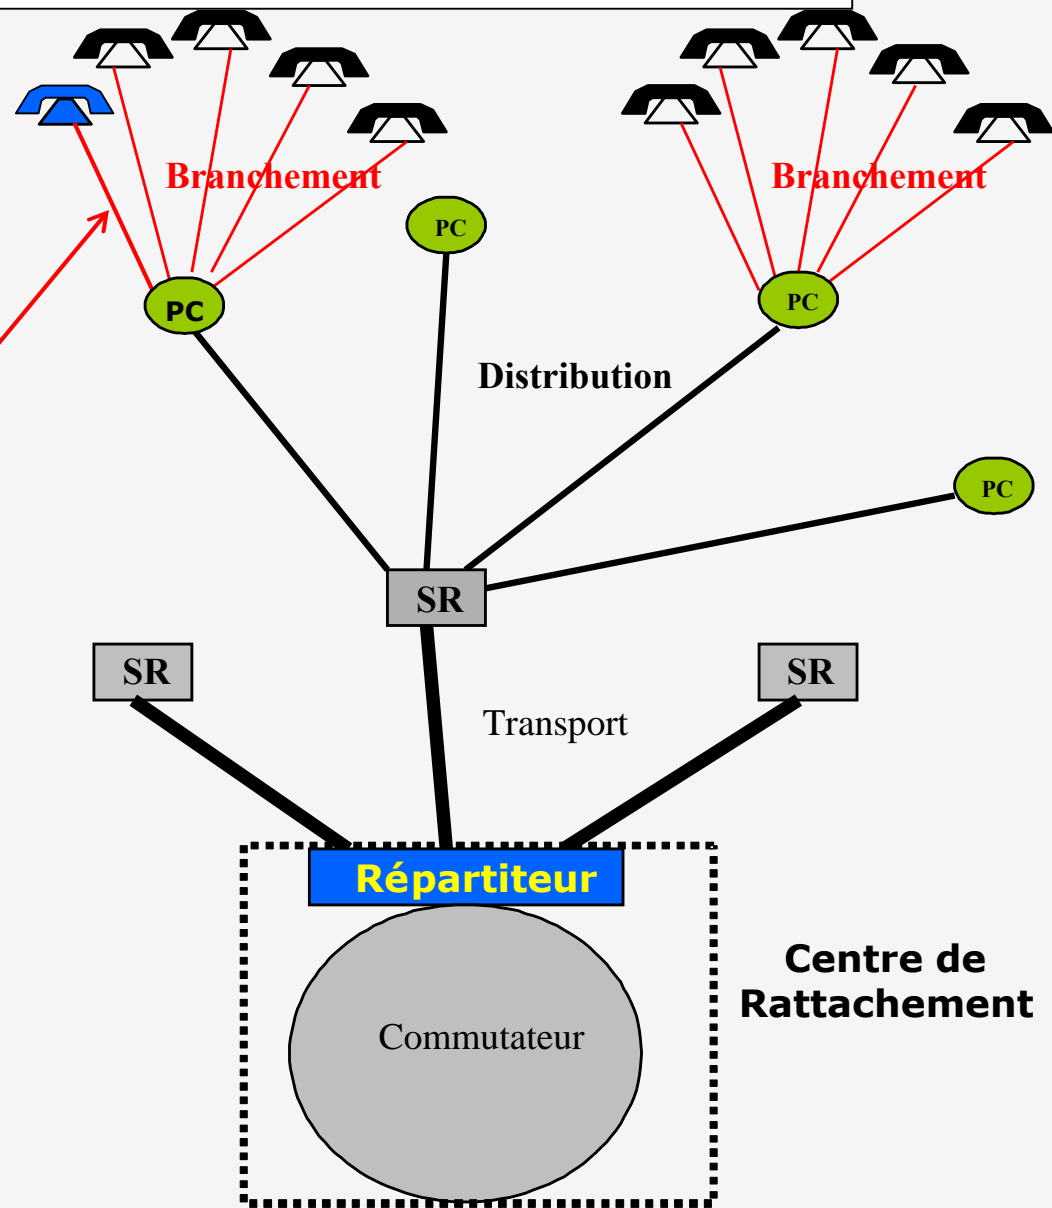 Branchement
Branchement
PC
PC
PC
Distribution
PC
SR
SR
SR
Transport
Répartiteur
Centre de
Rattachement
Commutateur